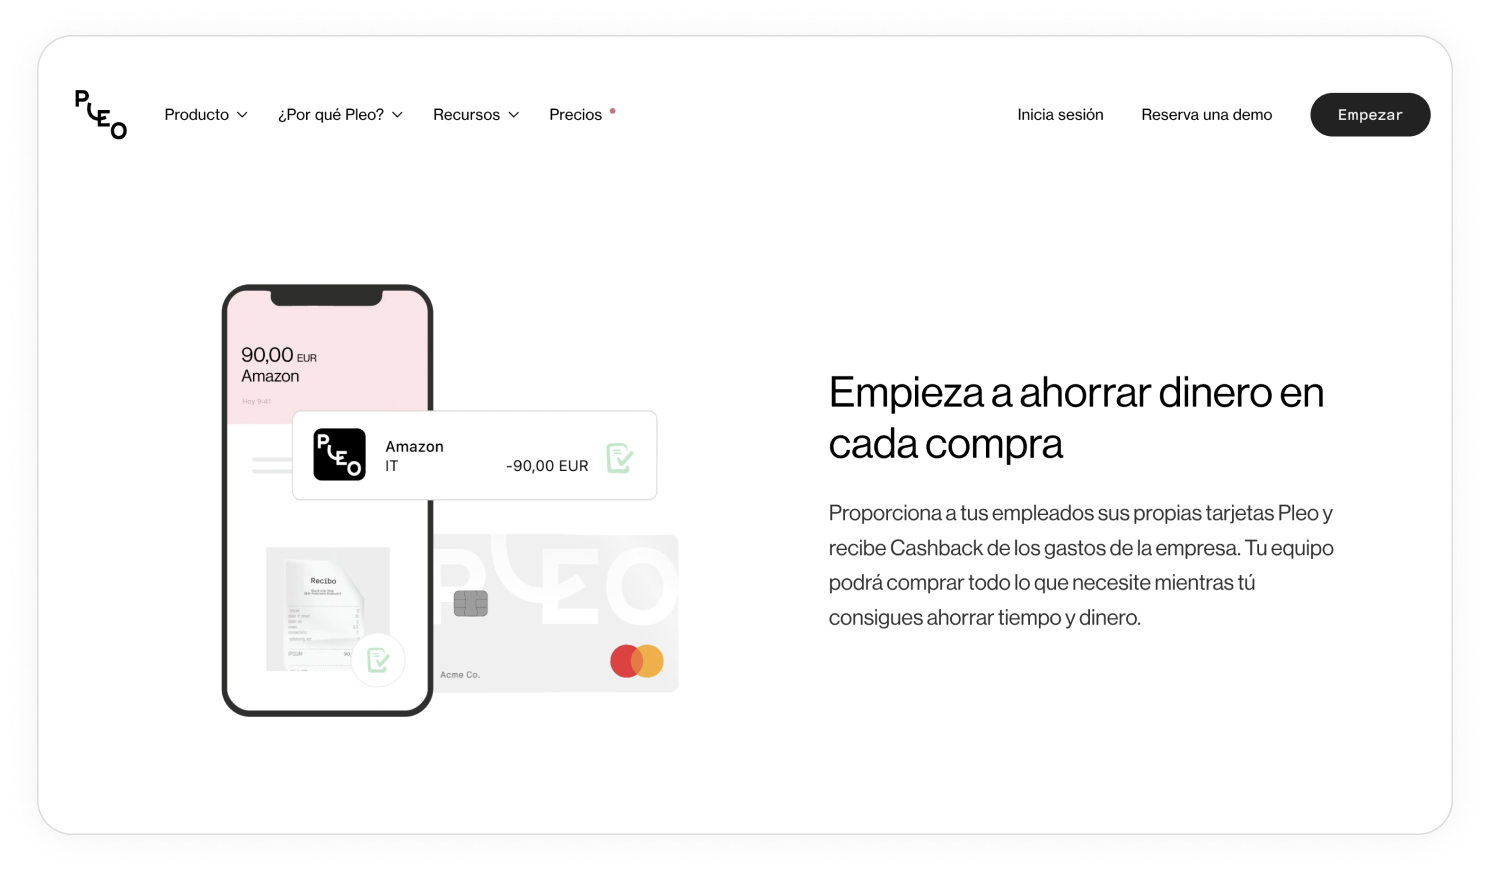 PLEO
Producto
¿Por qué Pleo?
Recursos
Precios
Inicia sesión
Reserva una demo
Empezar
90,00 EUR
Amazon
Hoy 9:41
PLEO
Amazon
IT
-90,00 EUR
Recibo
PLEO
Acme Co.
Empieza a ahorrar dinero en
cada compra
Proporciona a tus empleados sus propias tarjetas Pleo y
recibe Cashback de los gastos de la empresa. Tu equipo
podrá comprar todo lo que necesite mientras tú
consigues ahorrar tiempo y dinero.